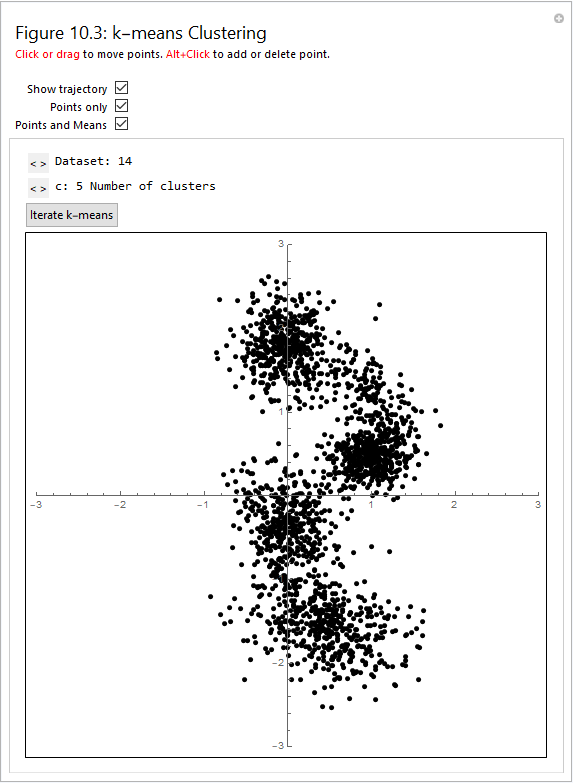 Figure 10.3: k−means Clustering
Click or drag to move points. Alt+Click to add or delete point.
Show trajectory
Points only
Points and Means
< > Dataset: 14
< > c: 5 Number of clusters
Iterate k−means
3
1
−3 −2 −1 1 2 3
−2
−3